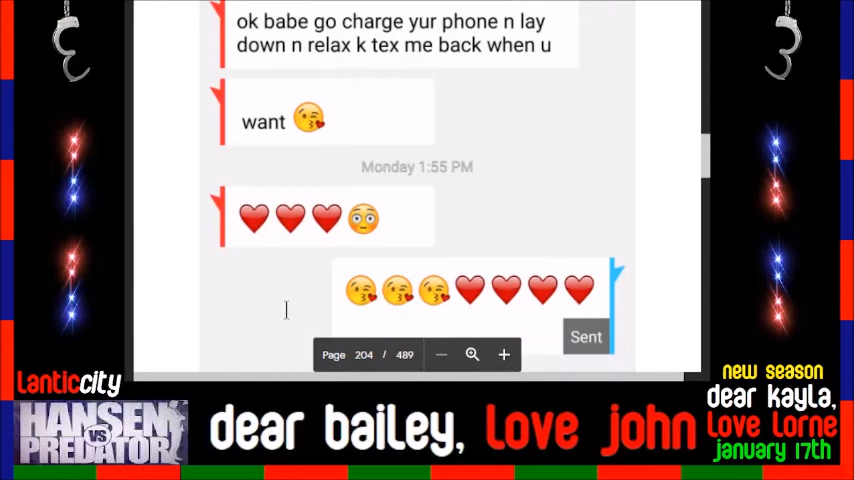 ok babe go charge yur phone n lay
down n relax k tex me back when u
want 😘
Monday 1:55 PM
❤❤❤😳
😘😘😘❤❤❤❤
Sent
Page 204 / 489
Lanticcity
HANSEN
VS
PREDATOR
dear bailey, Love john
new season
dear kayla,
Love Lorne
january 17th